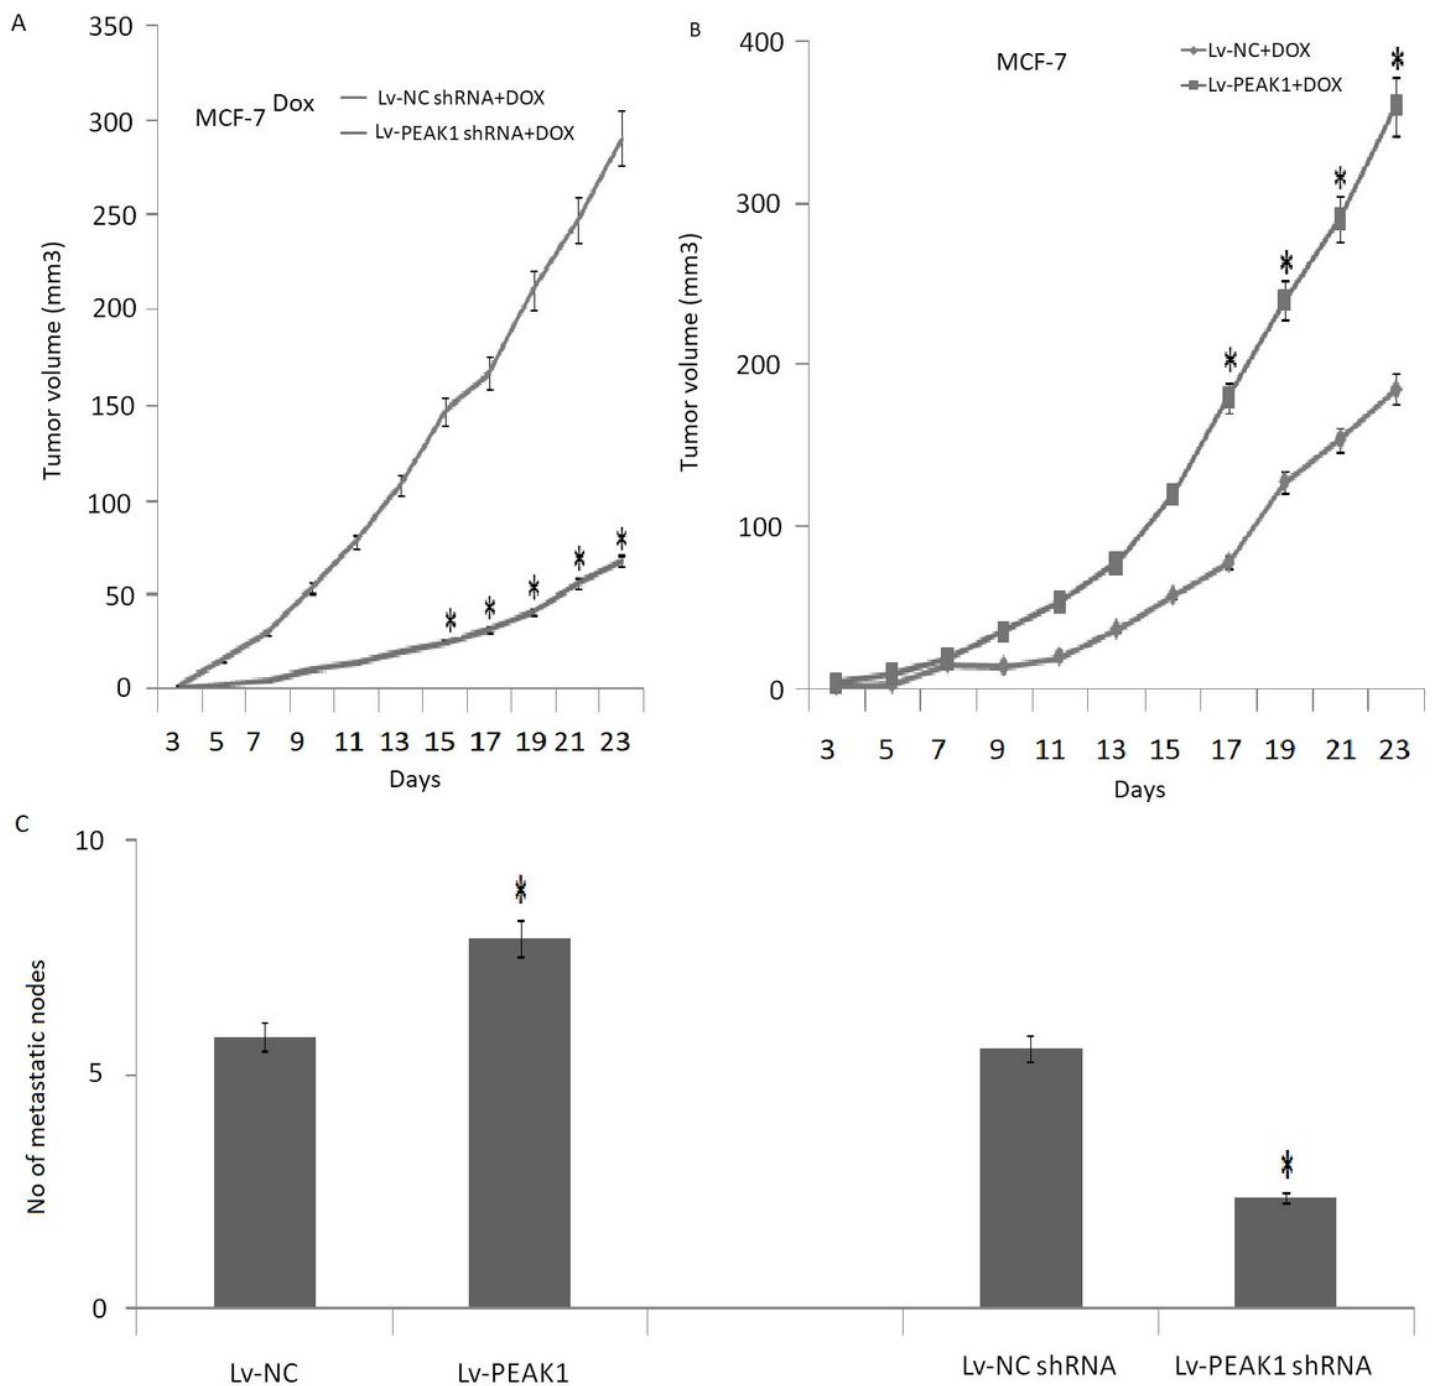 A
350
300
250
200
150
100
50
0
Tumor volume (mm3)
MCF-7 Dox
Lv-NC shRNA+DOX
Lv-PEAK1 shRNA+DOX
* * * * *
3 5 7 9 11 13 15 17 19 21 23
Days
B
400
300
200
100
0
Tumor volume (mm3)
MCF-7
Lv-NC+DOX
Lv-PEAK1+DOX
* * * *
3 5 7 9 11 13 15 17 19 21 23
Days
C
10
5
0
No of metastatic nodes
* *
Lv-NC Lv-PEAK1 Lv-NC shRNA Lv-PEAK1 shRNA